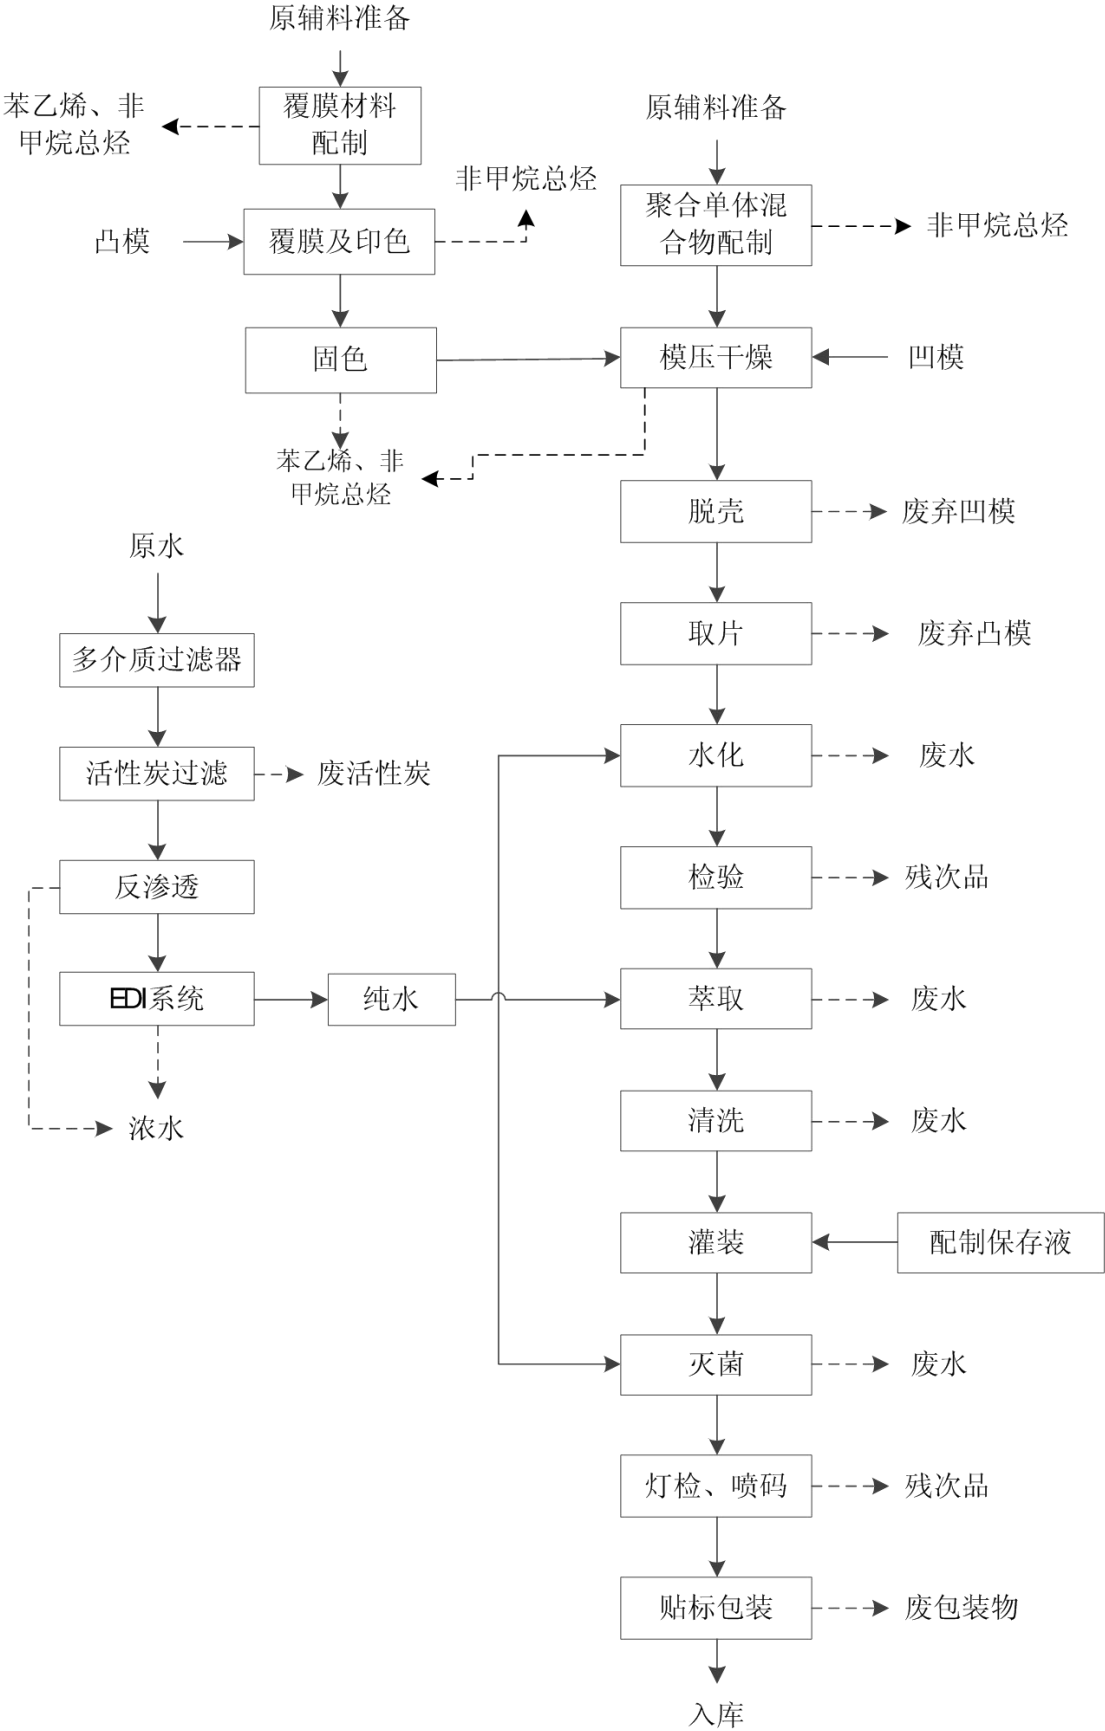 原辅料准备
覆膜材料
配制
苯乙烯、非
甲烷总烃
凸模
覆膜及印色
非甲烷总烃
固色
苯乙烯、非
甲烷总烃
原辅料准备
聚合单体混
合物配制
非甲烷总烃
模压干燥
凹模
脱壳
废弃凹模
取片
废弃凸模
原水
多介质过滤器
活性炭过滤
废活性炭
反渗透
EDI系统
纯水
浓水
水化
废水
检验
残次品
萃取
废水
清洗
废水
灌装
配制保存液
灭菌
废水
灯检、喷码
残次品
贴标包装
废包装物
入库